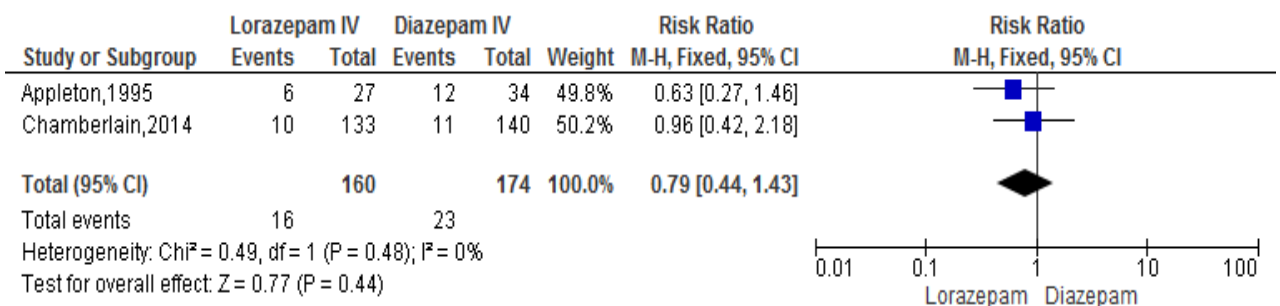 Lorazepam IV Diazepam IV Risk Ratio Risk Ratio
Study or Subgroup Events Total Events Total Weight M-H, Fixed, 95% CI M-H, Fixed, 95% CI
Appleton,1995 6 27 12 34 49.8% 0.63 [0.27, 1.46]
Chamberlain,2014 10 133 11 140 50.2% 0.96 [0.42, 2.18]
Total (95% CI) 160 174 100.0% 0.79 [0.44, 1.43]
Total events 16 23
Heterogeneity: Chi² = 0.49, df = 1 (P = 0.48); I² = 0%
Test for overall effect: Z = 0.77 (P = 0.44)
0.01 0.1 1 10 100
Lorazepam Diazepam